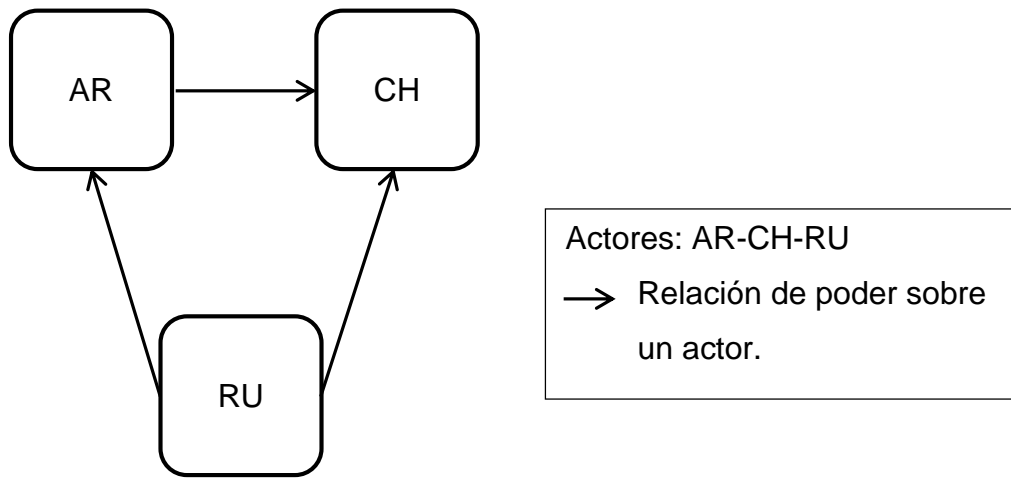 AR
CH
RU
Actores: AR-CH-RU
Relación de poder sobre
un actor.